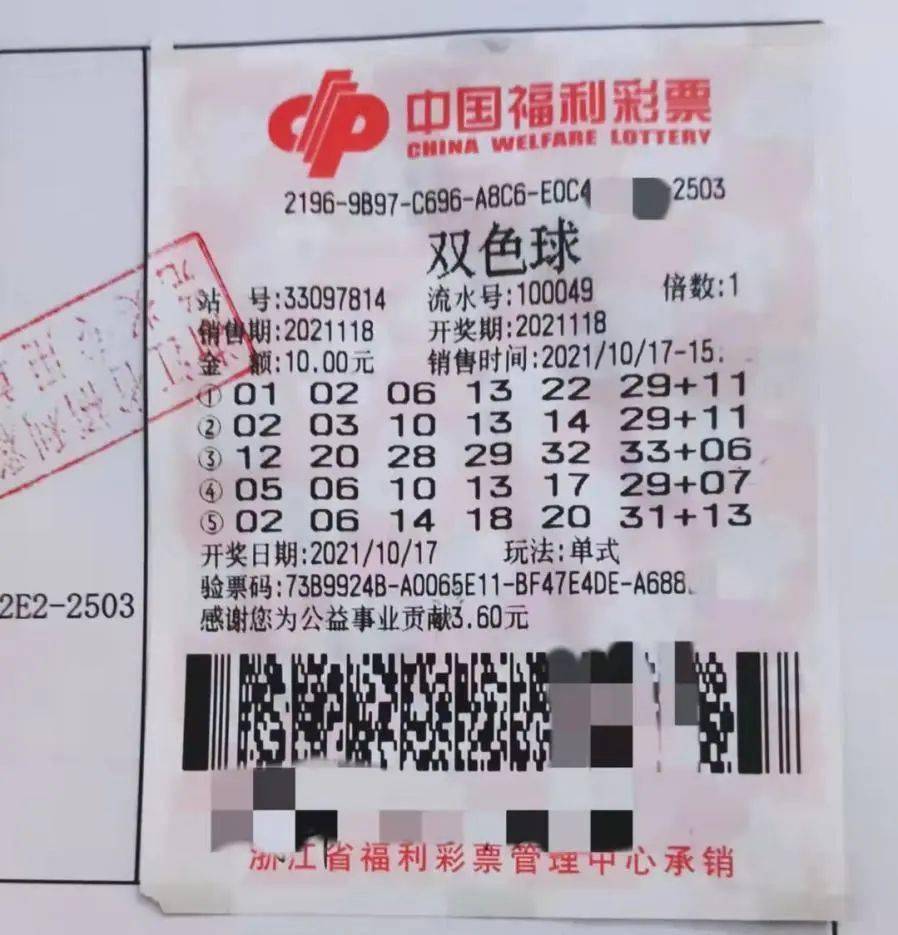 中国福利彩票
CHINA WELFARE LOTTERY
2196-9B97-C696-A8C6-E0C4 2503
双色球
站 号:33097814 流水号:100049 倍数:1
销售期:2021118 开奖期:2021118
金 额:10.00元 销售时间:2021/10/17-15:
① 01 02 06 13 22 29+11
② 02 03 10 13 14 29+11
③ 12 20 28 29 32 33+06
④ 05 06 10 13 17 29+07
⑤ 02 06 14 18 20 31+13
开奖日期:2021/10/17 玩法:单式
验票码:73B9924B-A0065E11-BF47E4DE-A688
感谢您为公益事业贡献3.60元
浙江省福利彩票管理中心承销
2E2-2503